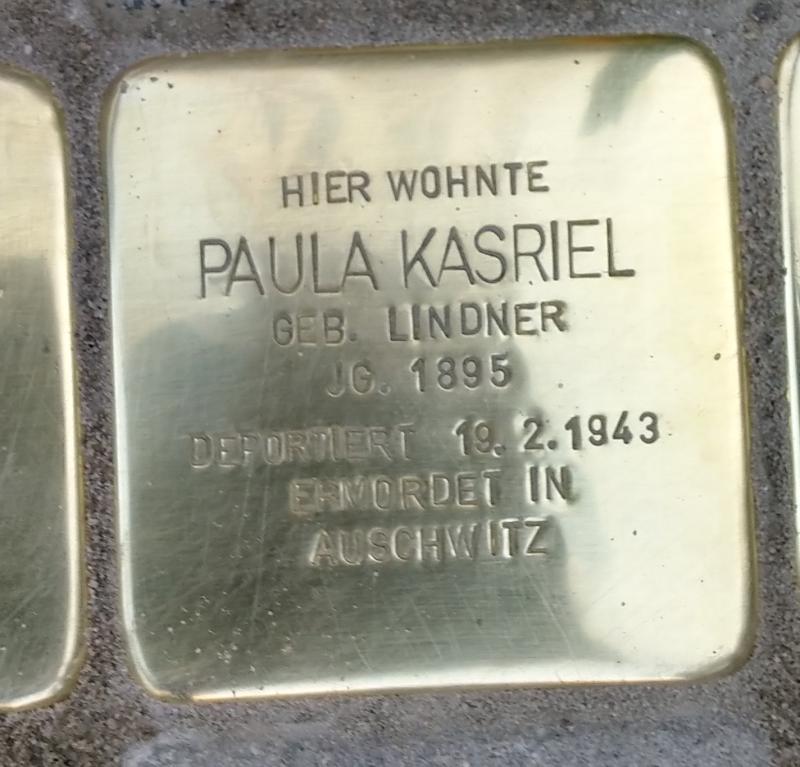 HIER WOHNTE
PAULA KASRIEL
GEB. LINDNER
JG. 1895
DEPORTIERT 19. 2. 1943
ERMORDET IN
AUSCHWITZ